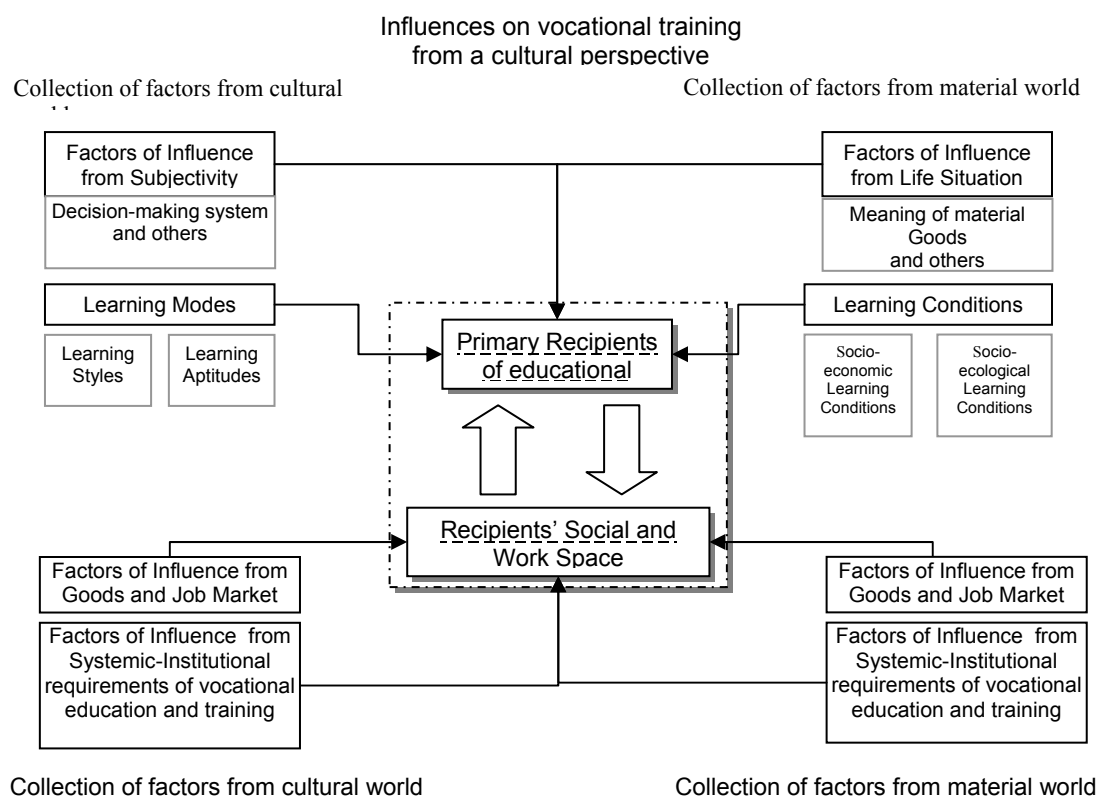 Influences on vocational training
from a cultural perspective
Collection of factors from cultural
Collection of factors from material world
Factors of Influence
from Subjectivity
Decision-making system
and others
Factors of Influence
from Life Situation
Meaning of material
Goods
and others
Learning Modes
Learning
Styles
Learning
Aptitudes
Learning Conditions
Socio-
economic
Learning
Conditions
Socio-
ecological
Learning
Conditions
Primary Recipients
of educational
Recipients’ Social and
Work Space
Factors of Influence from
Goods and Job Market
Factors of Influence from
Systemic-Institutional
requirements of vocational
education and training
Factors of Influence from
Goods and Job Market
Factors of Influence from
Systemic-Institutional
requirements of vocational
education and training
Collection of factors from cultural world
Collection of factors from material world